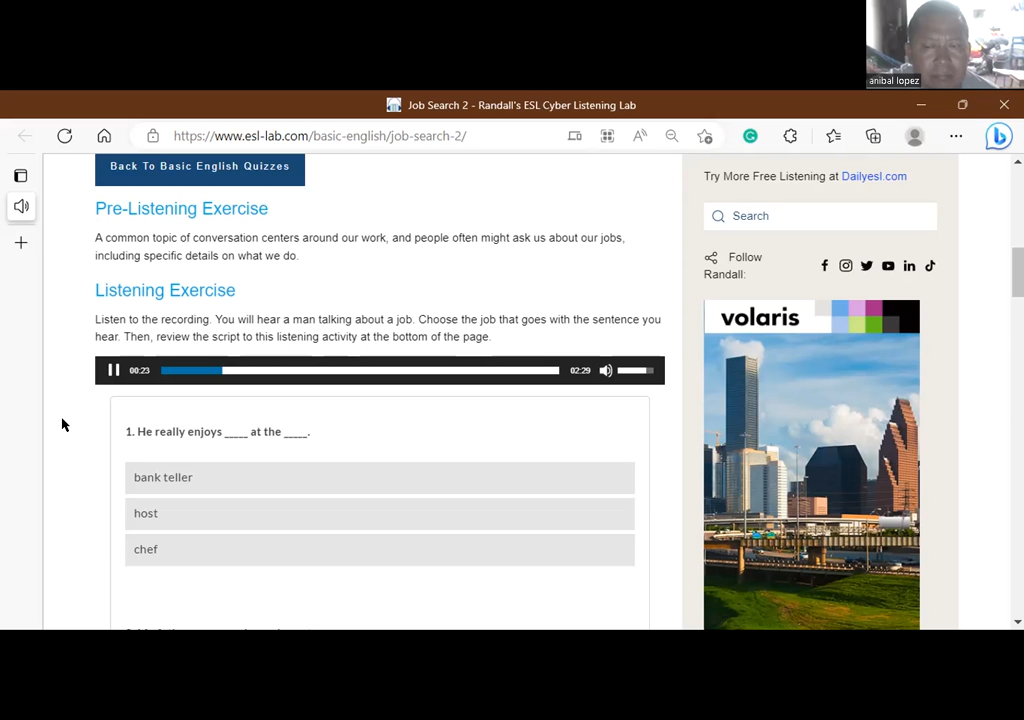 anibal lopez
Job Search 2 - Randall's ESL Cyber Listening Lab
https://www.esl-lab.com/basic-english/job-search-2/
Back To Basic English Quizzes
Pre-Listening Exercise
A common topic of conversation centers around our work, and people often might ask us about our jobs,
including specific details on what we do.
Listening Exercise
Listen to the recording. You will hear a man talking about a job. Choose the job that goes with the sentence you
hear. Then, review the script to this listening activity at the bottom of the page.
00:23
02:29
1. He really enjoys _____ at the _____.
bank teller
host
chef
Try More Free Listening at Dailyesl.com
Search
Follow
Randall:
volaris